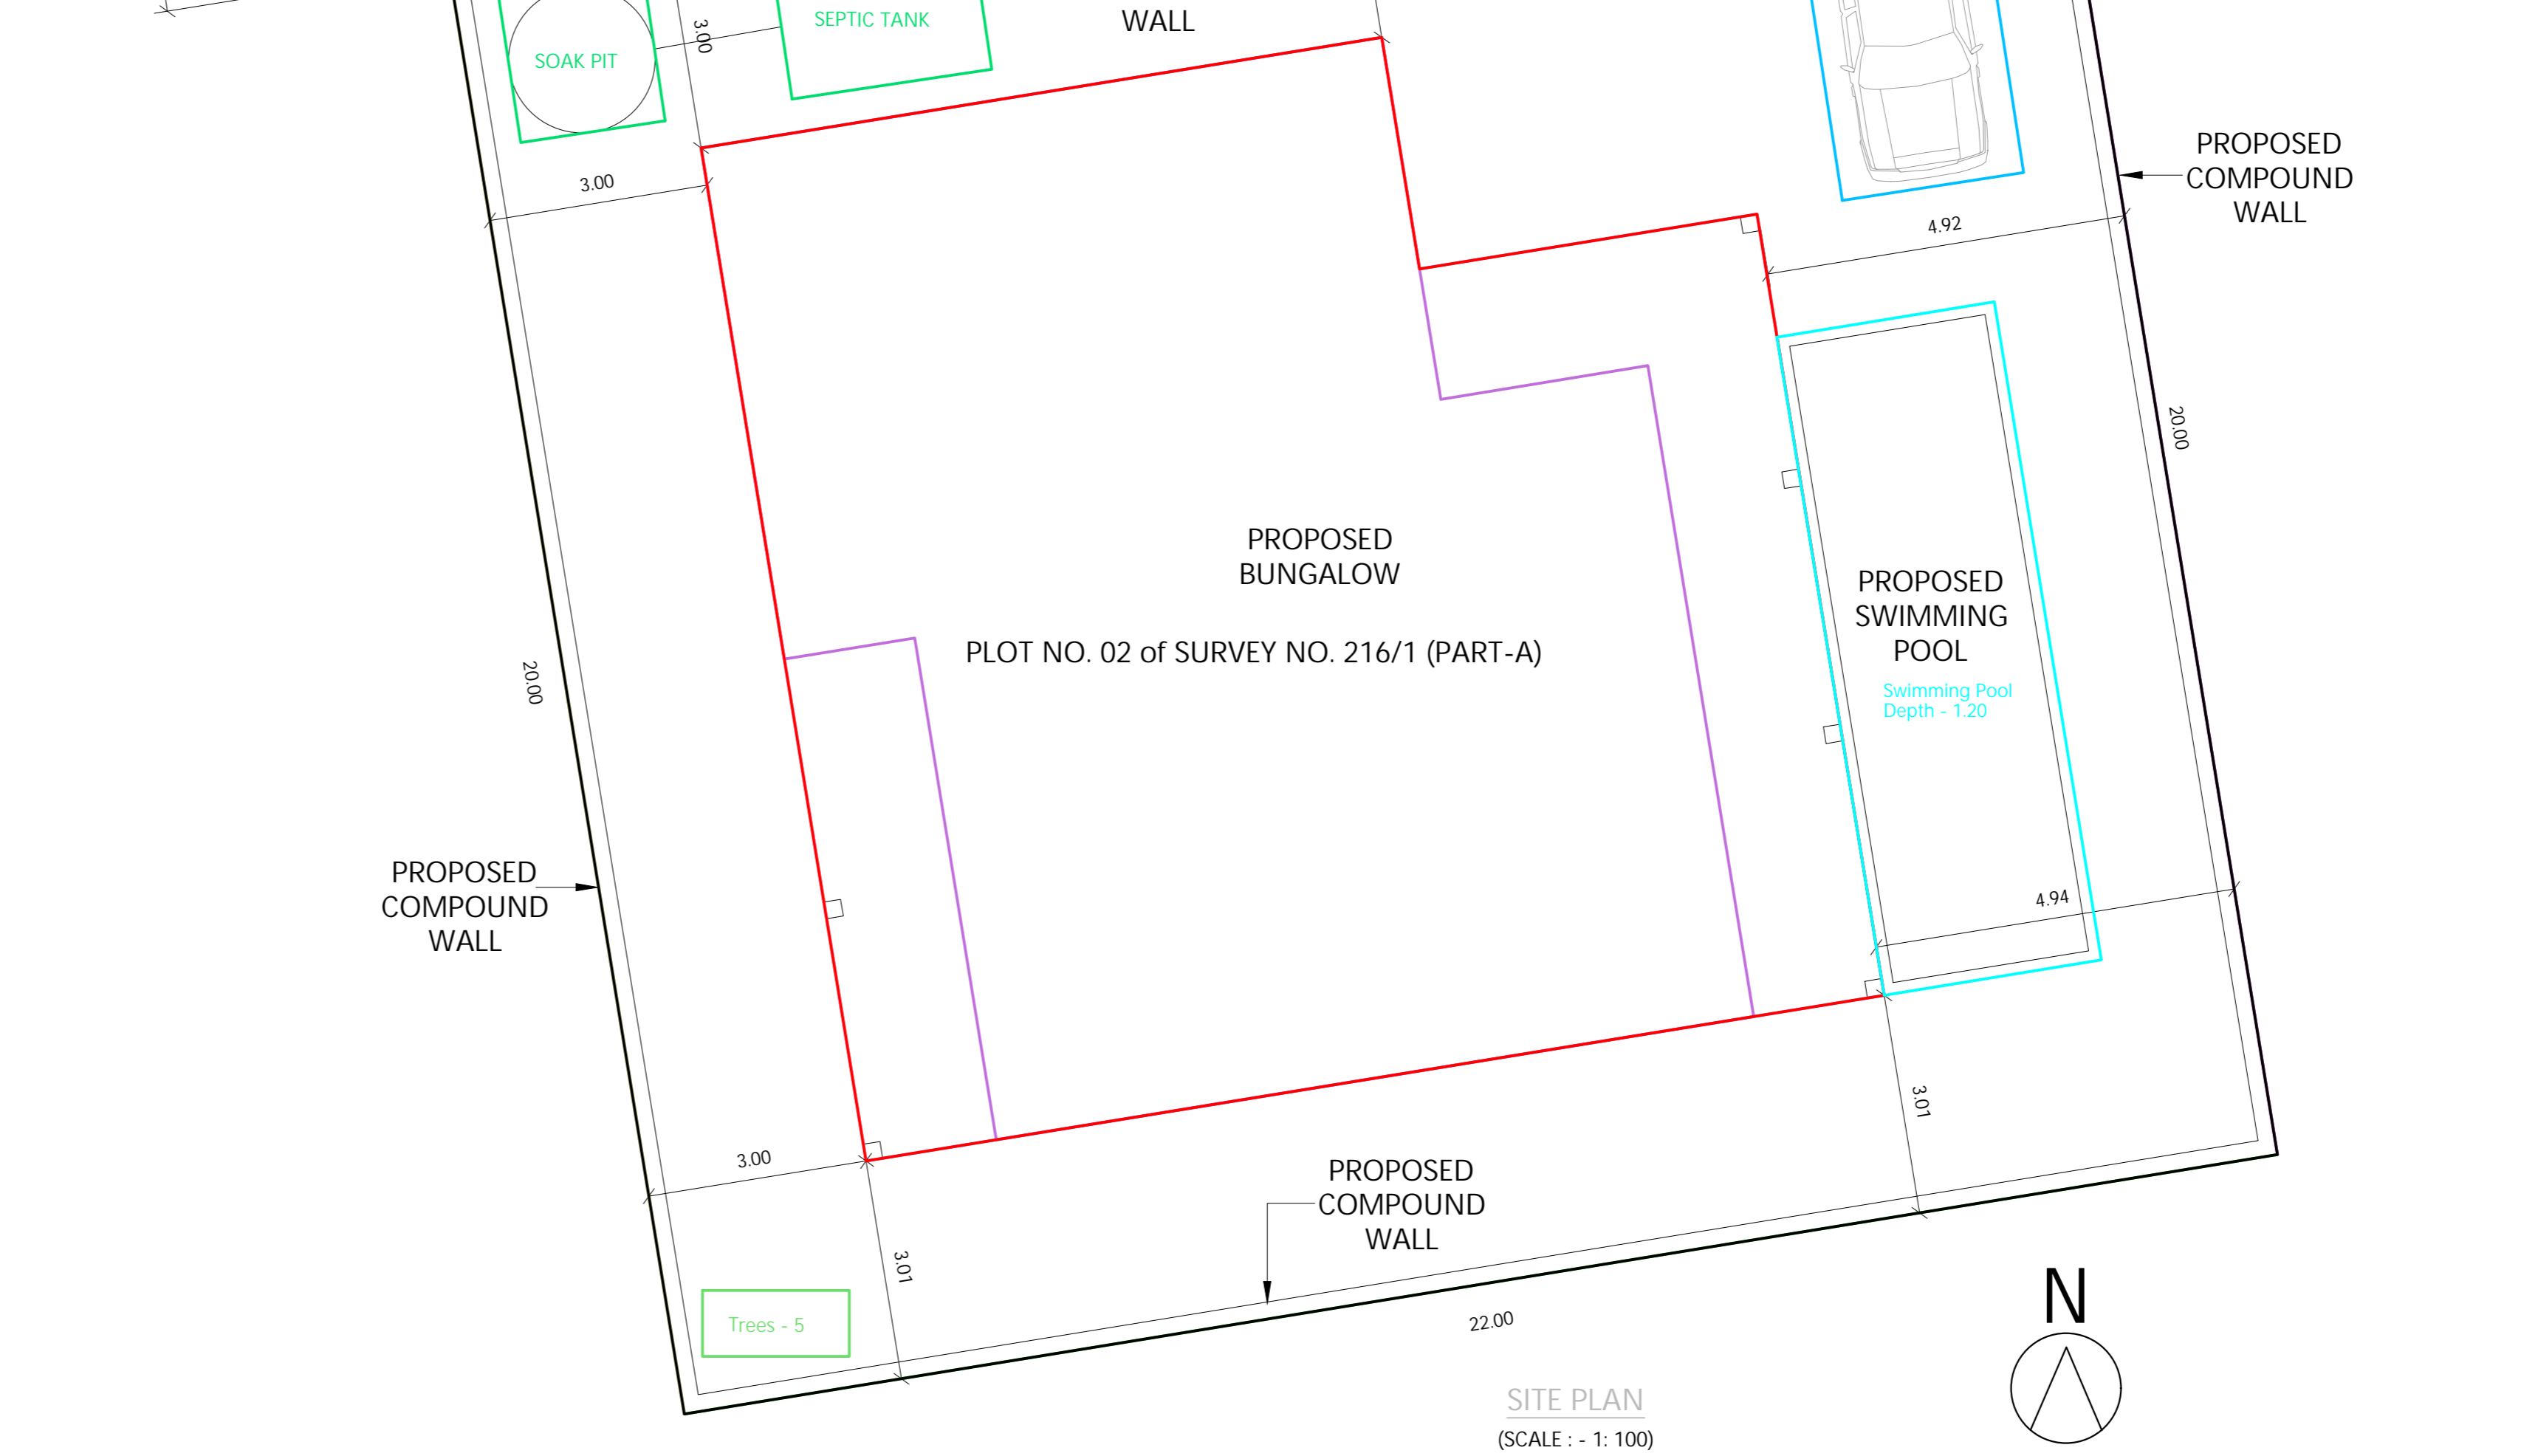 SEPTIC TANK
WALL
3.00
SOAK PIT
PROPOSED
COMPOUND
WALL
3.00
4.92
20.00
PROPOSED
BUNGALOW
PLOT NO. 02 of SURVEY NO. 216/1 (PART-A)
PROPOSED
SWIMMING
POOL
Swimming Pool
Depth - 1.20
20.00
PROPOSED
COMPOUND
WALL
4.94
3.01
3.00
PROPOSED
COMPOUND
WALL
3.01
Trees - 5
22.00
N
SITE PLAN
(SCALE : - 1: 100)